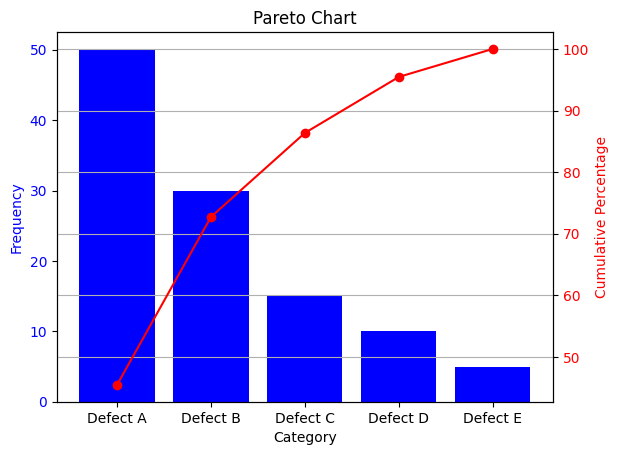 Pareto Chart
Frequency
50
40
30
20
10
0
100
90
80
70
60
50
Cumulative Percentage
Defect A Defect B Defect C Defect D Defect E
Category